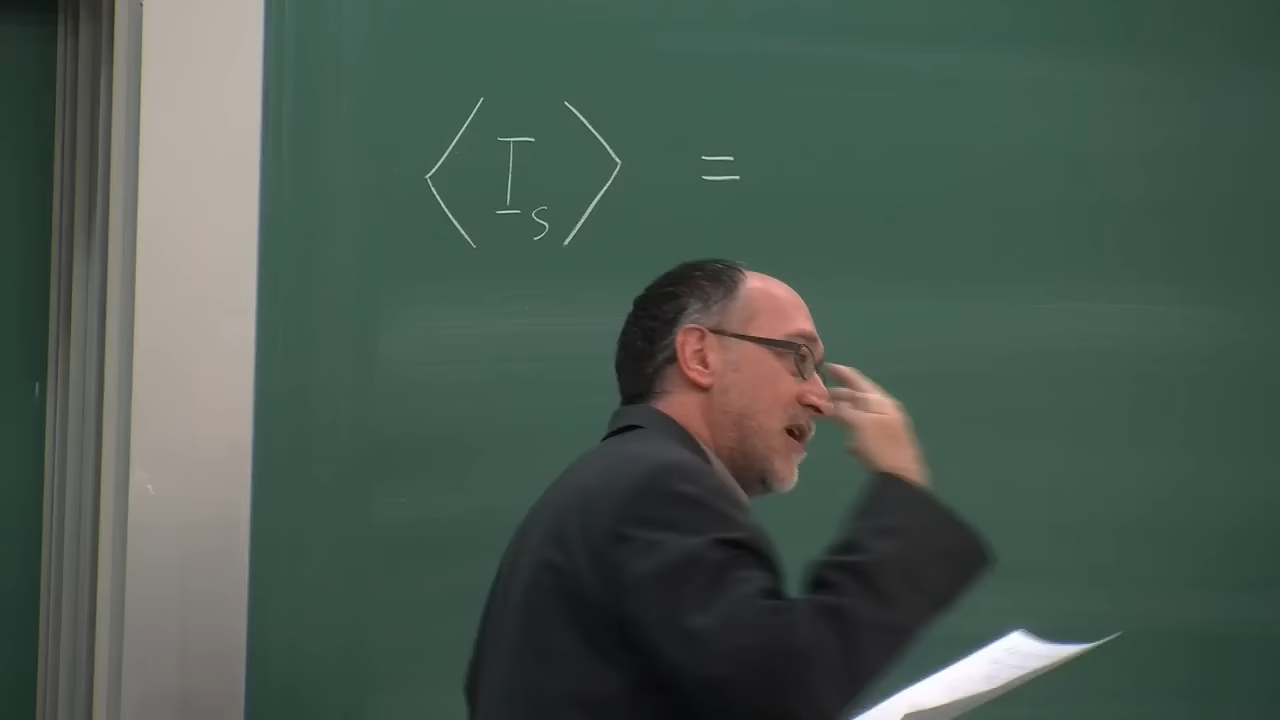 ⟨ I_S ⟩ =